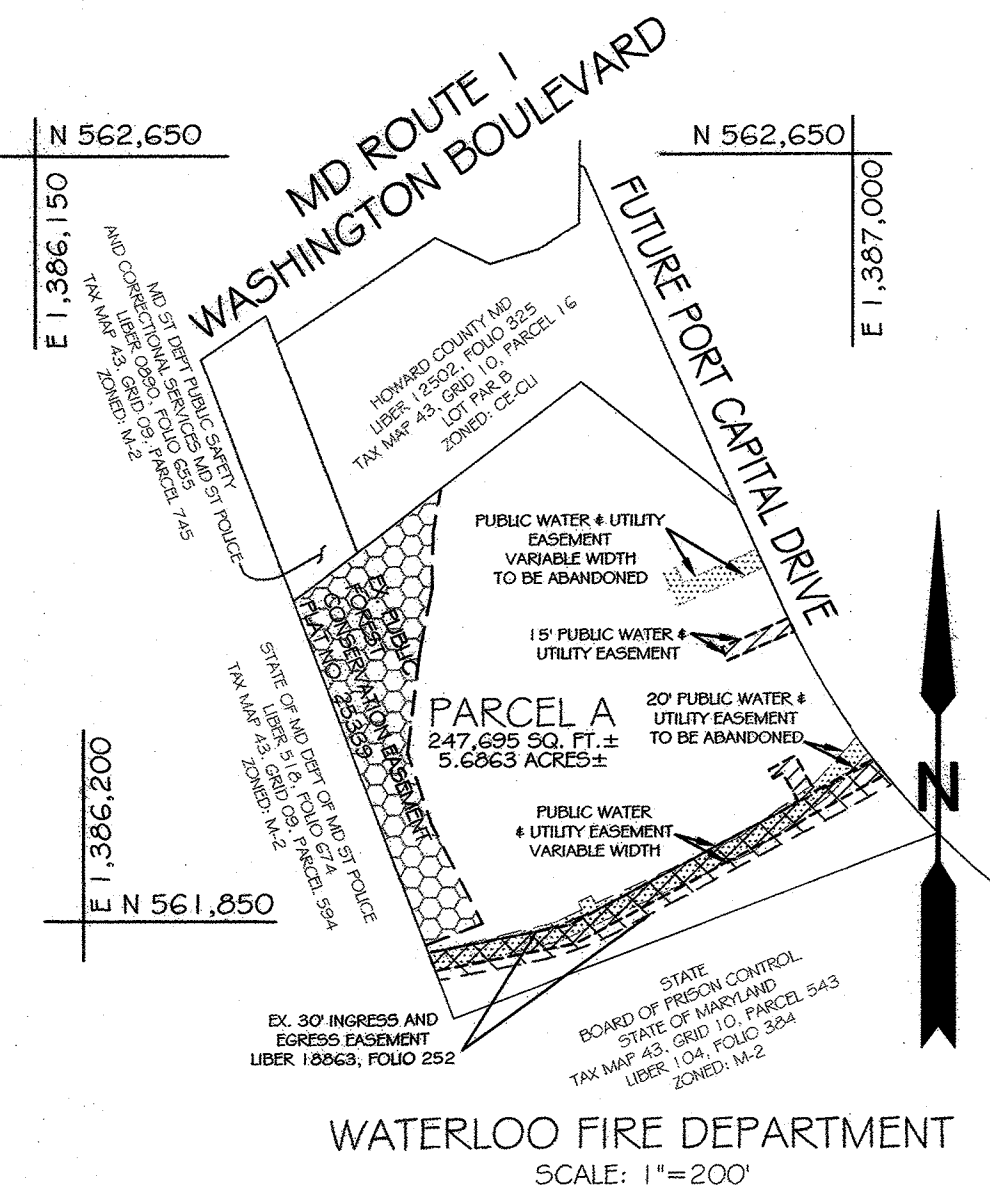 MD ROUTE 1
WASHINGTON BOULEVARD
N 562,650
E 1,386,150
N 562,650
E 1,387,000
FUTURE PORT CAPITAL DRIVE
MD ST DEPT PUBLIC SAFETY
AND CORRECTIONAL SERVICES MD ST POLICE
LIBER 0890, FOLIO 655
TAX MAP 43, GRID 09, PARCEL 745
ZONED: M-2
HOWARD COUNTY MD
LIBER 12502, FOLIO 325
TAX MAP 43, GRID 10, PARCEL 16
LOT PAR B
ZONED: CE-CLI
PUBLIC WATER & UTILITY
EASEMENT
VARIABLE WIDTH
TO BE ABANDONED
15' PUBLIC WATER &
UTILITY EASEMENT
EX. PUBLIC
FOREST
CONSERVATION EASEMENT
PLAT NO. 25389
PARCEL A
247,695 SQ. FT.±
5.6863 ACRES±
20' PUBLIC WATER &
UTILITY EASEMENT
TO BE ABANDONED
PUBLIC WATER
& UTILITY EASEMENT
VARIABLE WIDTH
STATE OF MD DEPT OF MD ST POLICE
LIBER 518, FOLIO 674
TAX MAP 43, GRID 09, PARCEL 594
ZONED: M-2
N
E 1,386,200
N 561,850
EX. 30' INGRESS AND
EGRESS EASEMENT
LIBER 18863, FOLIO 252
STATE
BOARD OF PRISON CONTROL
STATE OF MARYLAND
TAX MAP 43, GRID 10, PARCEL 543
LIBER 104, FOLIO 384
ZONED: M-2
WATERLOO FIRE DEPARTMENT
SCALE: 1"=200'